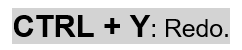 CTRL + Y: Redo.